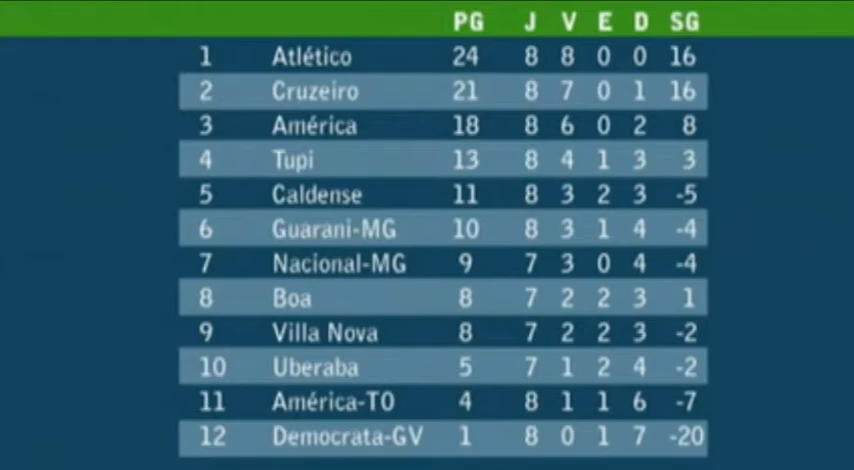 PG J V E D SG
1 Atlético 24 8 8 0 0 16
2 Cruzeiro 21 8 7 0 1 16
3 América 18 8 6 0 2 8
4 Tupi 13 8 4 1 3 3
5 Caldense 11 8 3 2 3 -5
6 Guarani-MG 10 8 3 1 4 -4
7 Nacional-MG 9 7 3 0 4 -4
8 Boa 8 7 2 2 3 1
9 Villa Nova 8 7 2 2 3 -2
10 Uberaba 5 7 1 2 4 -2
11 América-TO 4 8 1 1 6 -7
12 Democrata-GV 1 8 0 1 7 -20